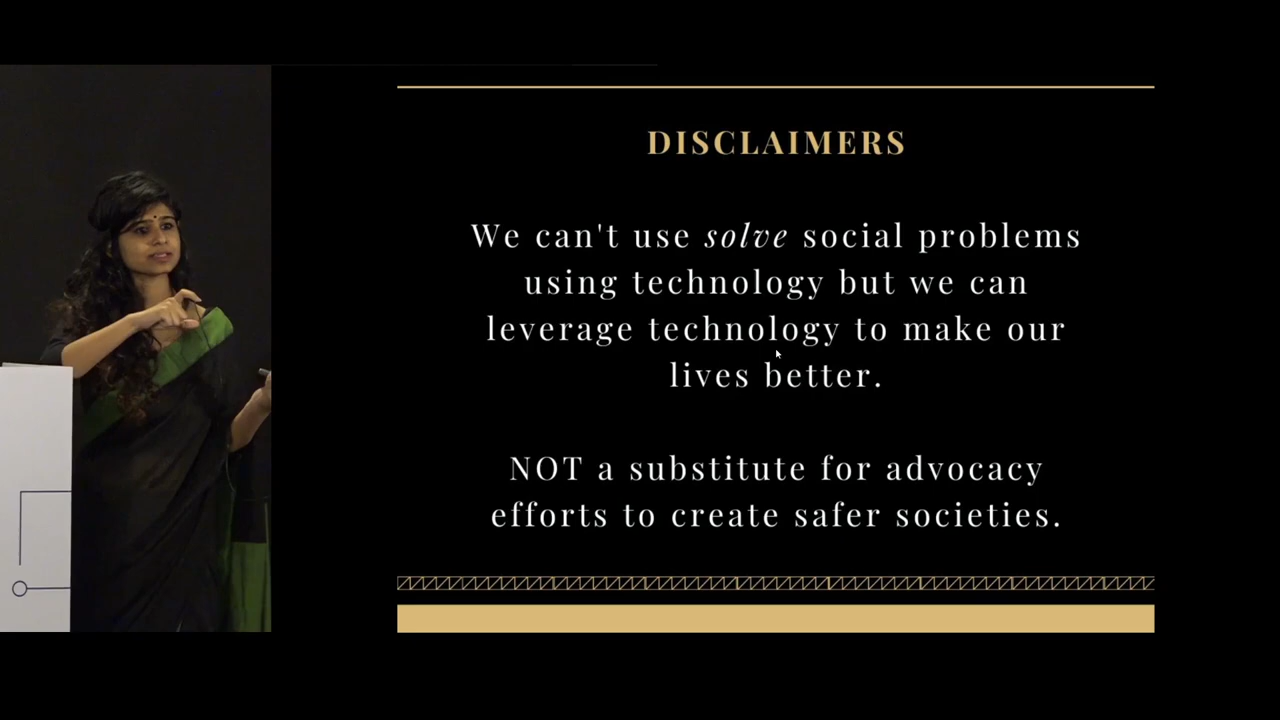 DISCLAIMERS
We can't use solve social problems
using technology but we can
leverage technology to make our
lives better.
NOT a substitute for advocacy
efforts to create safer societies.